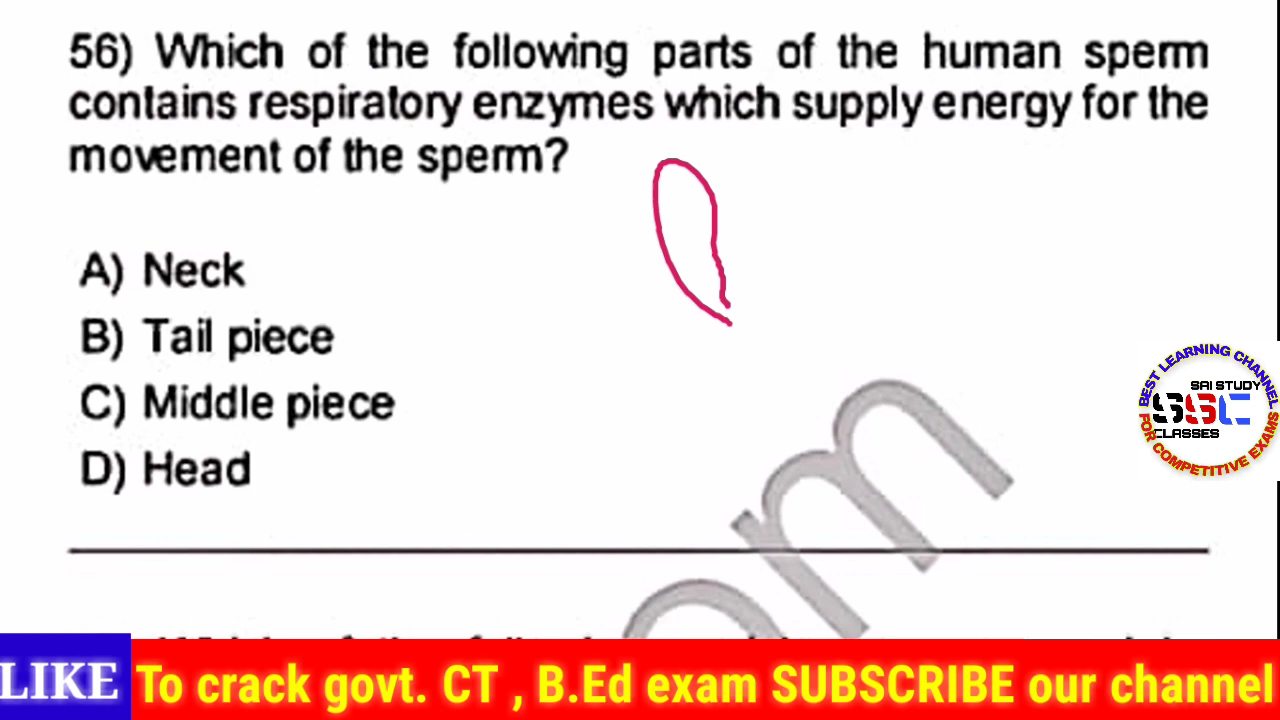 56) Which of the following parts of the human sperm
contains respiratory enzymes which supply energy for the
movement of the sperm?
A) Neck
B) Tail piece
C) Middle piece
D) Head
BEST LEARNING CHANNEL
SAI STUDY
SSC
CLASSES
FOR COMPETITIVE EXAMS
om
LIKE
To crack govt. CT , B.Ed exam SUBSCRIBE our channel